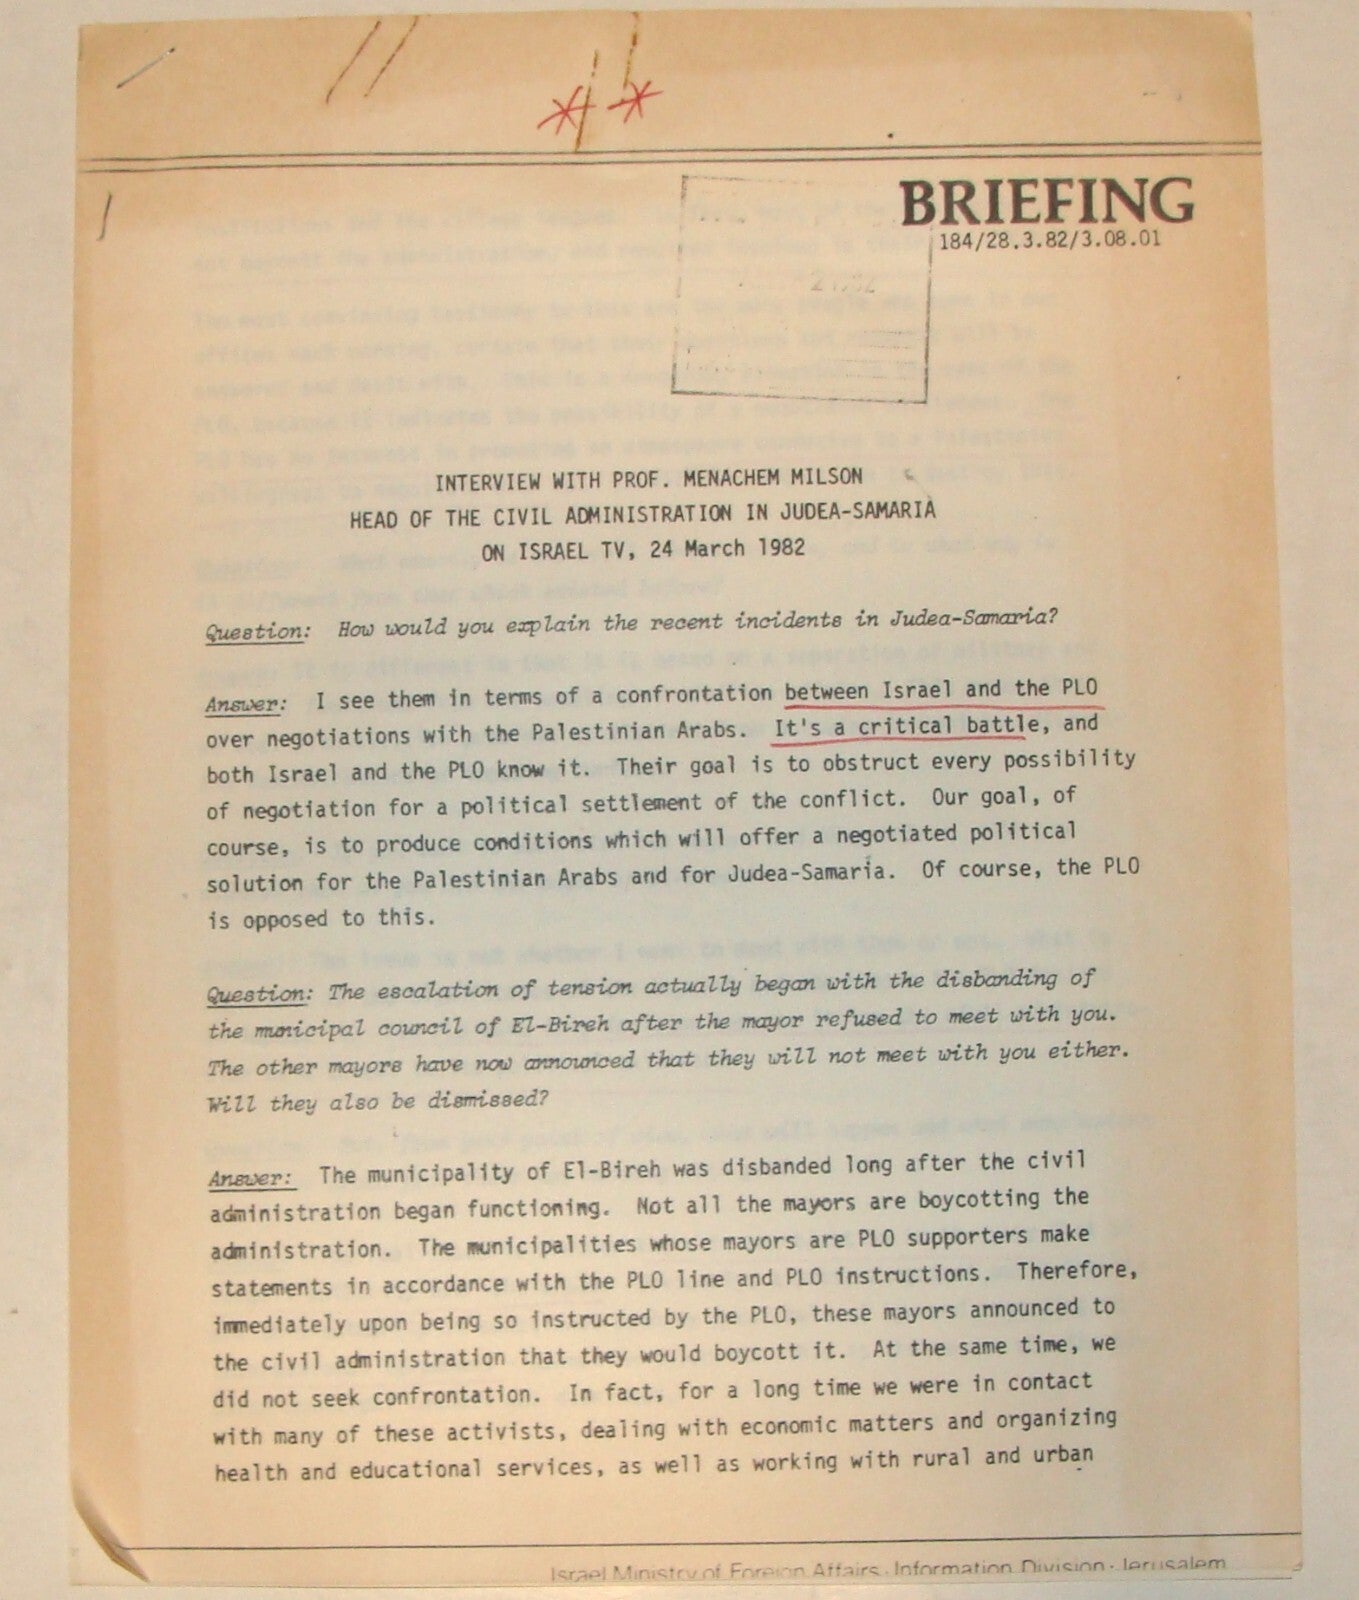 BRIEFING
184/28.3.82/3.08.01
INTERVIEW WITH PROF. MENACHEM MILSON
HEAD OF THE CIVIL ADMINISTRATION IN JUDEA-SAMARIA
ON ISRAEL TV, 24 March 1982
Question: How would you explain the recent incidents in Judea-Samaria?
Answer: I see them in terms of a confrontation between Israel and the PLO
over negotiations with the Palestinian Arabs. It's a critical battle, and
both Israel and the PLO know it. Their goal is to obstruct every possibility
of negotiation for a political settlement of the conflict. Our goal, of
course, is to produce conditions which will offer a negotiated political
solution for the Palestinian Arabs and for Judea-Samaria. Of course, the PLO
is opposed to this.
Question: The escalation of tension actually began with the disbanding of
the municipal council of El-Bireh after the mayor refused to meet with you.
The other mayors have now announced that they will not meet with you either.
Will they also be dismissed?
Answer: The municipality of El-Bireh was disbanded long after the civil
administration began functioning. Not all the mayors are boycotting the
administration. The municipalities whose mayors are PLO supporters make
statements in accordance with the PLO line and PLO instructions. Therefore,
immediately upon being so instructed by the PLO, these mayors announced to
the civil administration that they would boycott it. At the same time, we
did not seek confrontation. In fact, for a long time we were in contact
with many of these activists, dealing with economic matters and organizing
health and educational services, as well as working with rural and urban
Israel Ministry of Foreign Affairs · Information Division · Jerusalem